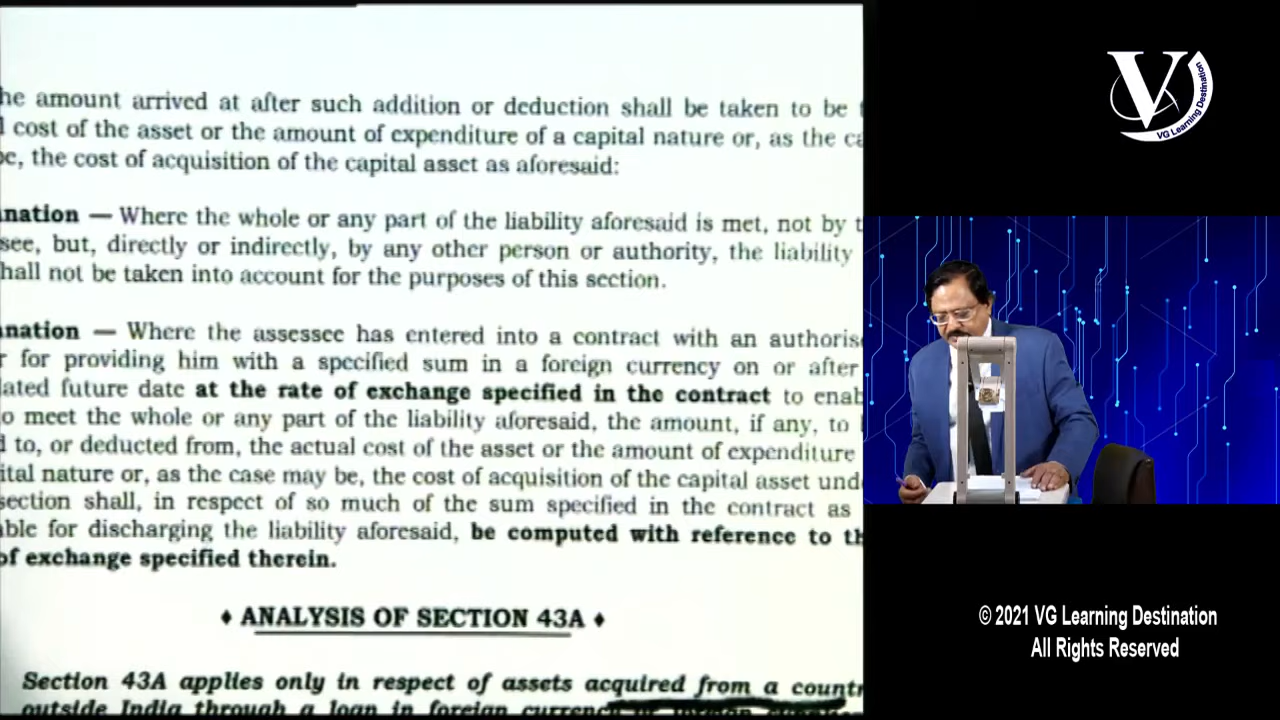 he amount arrived at after such addition or deduction shall be taken to be
cost of the asset or the amount of expenditure of a capital nature or, as the ca
, the cost of acquisition of the capital asset as aforesaid:
nation — Where the whole or any part of the liability aforesaid is met, not by t
see, but, directly or indirectly, by any other person or authority, the liability
hall not be taken into account for the purposes of this section.
nation — Where the assessee has entered into a contract with an authoris
r for providing him with a specified sum in a foreign currency on or after
ated future date at the rate of exchange specified in the contract to enab
o meet the whole or any part of the liability aforesaid, the amount, if any, to
d to, or deducted from, the actual cost of the asset or the amount of expenditure
ital nature or, as the case may be, the cost of acquisition of the capital asset und
section shall, in respect of so much of the sum specified in the contract as
ble for discharging the liability aforesaid, be computed with reference to th
of exchange specified therein.
♦ ANALYSIS OF SECTION 43A ♦
Section 43A applies only in respect of assets acquired from a countr
outside India through a loan in foreign
V
VG Learning Destination
© 2021 VG Learning Destination
All Rights Reserved